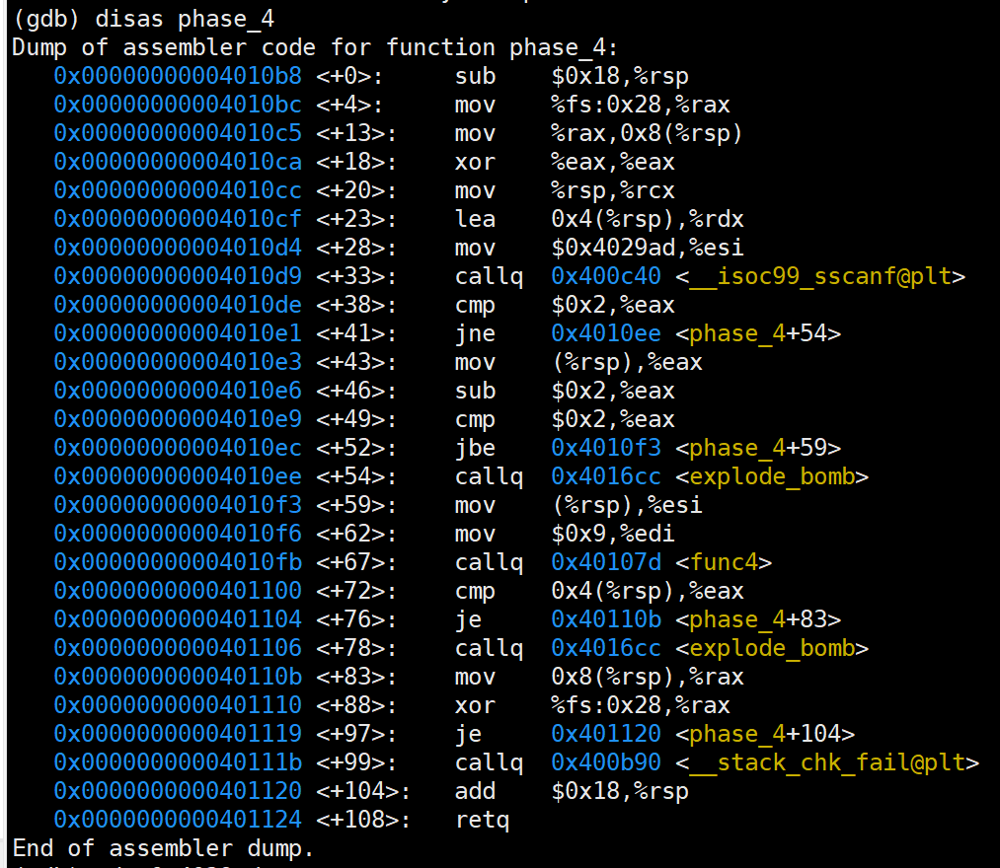 (gdb) disas phase_4
Dump of assembler code for function phase_4:
   0x00000000004010b8 <+0>:     sub    $0x18,%rsp
   0x00000000004010bc <+4>:     mov    %fs:0x28,%rax
   0x00000000004010c5 <+13>:    mov    %rax,0x8(%rsp)
   0x00000000004010ca <+18>:    xor    %eax,%eax
   0x00000000004010cc <+20>:    mov    %rsp,%rcx
   0x00000000004010cf <+23>:    lea    0x4(%rsp),%rdx
   0x00000000004010d4 <+28>:    mov    $0x4029ad,%esi
   0x00000000004010d9 <+33>:    callq  0x400c40 <__isoc99_sscanf@plt>
   0x00000000004010de <+38>:    cmp    $0x2,%eax
   0x00000000004010e1 <+41>:    jne    0x4010ee <phase_4+54>
   0x00000000004010e3 <+43>:    mov    (%rsp),%eax
   0x00000000004010e6 <+46>:    sub    $0x2,%eax
   0x00000000004010e9 <+49>:    cmp    $0x2,%eax
   0x00000000004010ec <+52>:    jbe    0x4010f3 <phase_4+59>
   0x00000000004010ee <+54>:    callq  0x4016cc <explode_bomb>
   0x00000000004010f3 <+59>:    mov    (%rsp),%esi
   0x00000000004010f6 <+62>:    mov    $0x9,%edi
   0x00000000004010fb <+67>:    callq  0x40107d <func4>
   0x0000000000401100 <+72>:    cmp    0x4(%rsp),%eax
   0x0000000000401104 <+76>:    je     0x40110b <phase_4+83>
   0x0000000000401106 <+78>:    callq  0x4016cc <explode_bomb>
   0x000000000040110b <+83>:    mov    0x8(%rsp),%rax
   0x0000000000401110 <+88>:    xor    %fs:0x28,%rax
   0x0000000000401119 <+97>:    je     0x401120 <phase_4+104>
   0x000000000040111b <+99>:    callq  0x400b90 <__stack_chk_fail@plt>
   0x0000000000401120 <+104>:   add    $0x18,%rsp
   0x0000000000401124 <+108>:   retq
End of assembler dump.